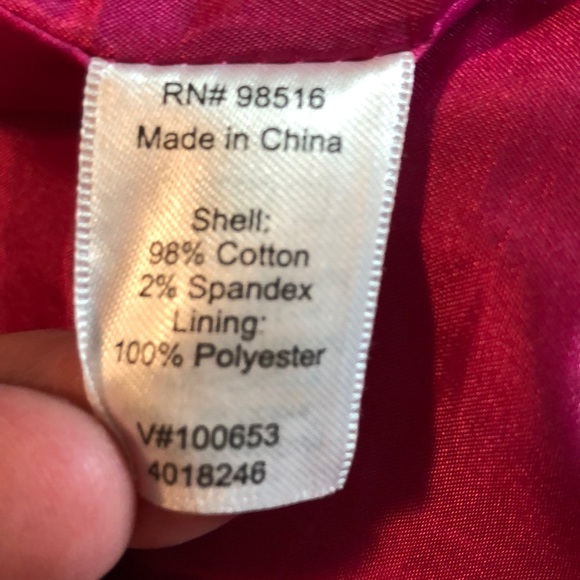 RN# 98516
Made in China
Shell:
98% Cotton
2% Spandex
Lining:
100% Polyester
V#100653
4018246